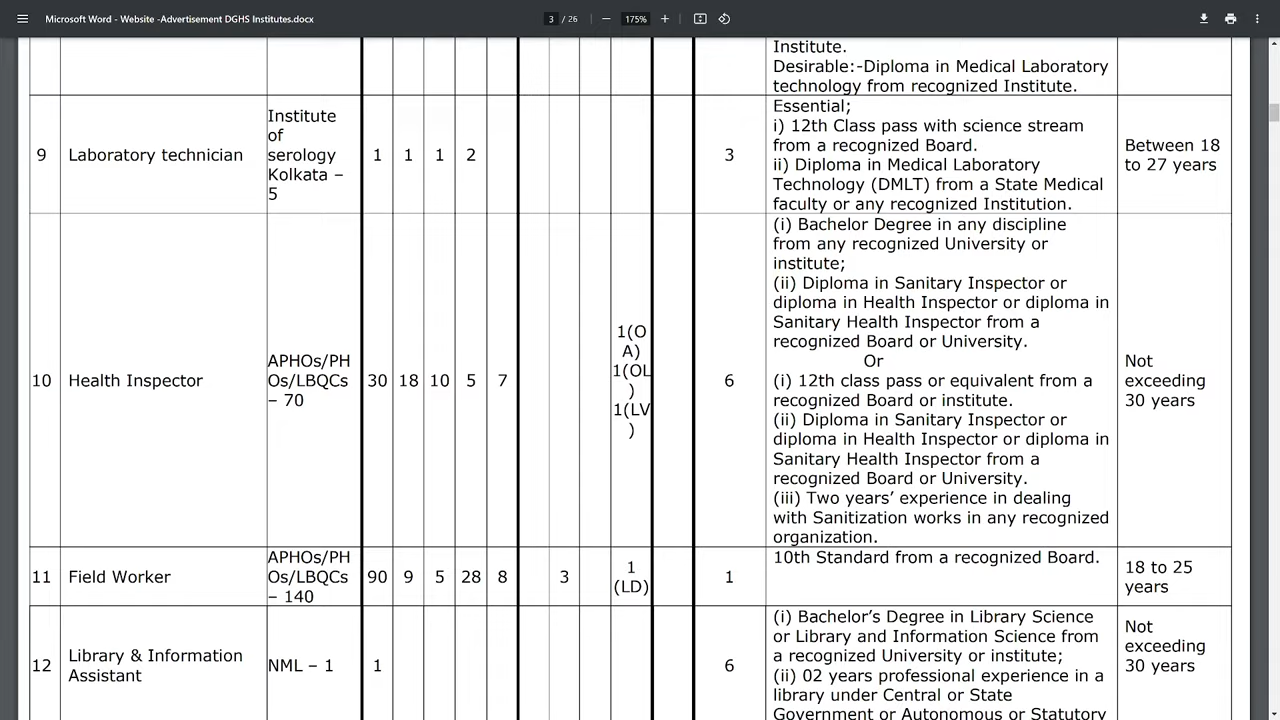 Microsoft Word - Website -Advertisement DGHS Institutes.docx
3 / 26
175%
Institute.
Desirable:-Diploma in Medical Laboratory
technology from recognized Institute.
9
Laboratory technician
Institute
of
serology
Kolkata –
5
1 1 1 2
3
Essential;
i) 12th Class pass with science stream
from a recognized Board.
ii) Diploma in Medical Laboratory
Technology (DMLT) from a State Medical
faculty or any recognized Institution.
Between 18
to 27 years
10
Health Inspector
APHOs/PH
Os/LBQCs
– 70
30 18 10 5 7
1(O
A)
1(OL
)
1(LV
)
6
(i) Bachelor Degree in any discipline
from any recognized University or
institute;
(ii) Diploma in Sanitary Inspector or
diploma in Health Inspector or diploma in
Sanitary Health Inspector from a
recognized Board or University.
Or
(i) 12th class pass or equivalent from a
recognized Board or institute.
(ii) Diploma in Sanitary Inspector or
diploma in Health Inspector or diploma in
Sanitary Health Inspector from a
recognized Board or University.
(iii) Two years’ experience in dealing
with Sanitization works in any recognized
organization.
Not
exceeding
30 years
11
Field Worker
APHOs/PH
Os/LBQCs
– 140
90 9 5 28 8
3
1
(LD)
1
10th Standard from a recognized Board.
18 to 25
years
12
Library & Information
Assistant
NML – 1
1
6
(i) Bachelor’s Degree in Library Science
or Library and Information Science from
a recognized University or institute;
(ii) 02 years professional experience in a
library under Central or State
Government or Autonomous or Statutory
Not
exceeding
30 years